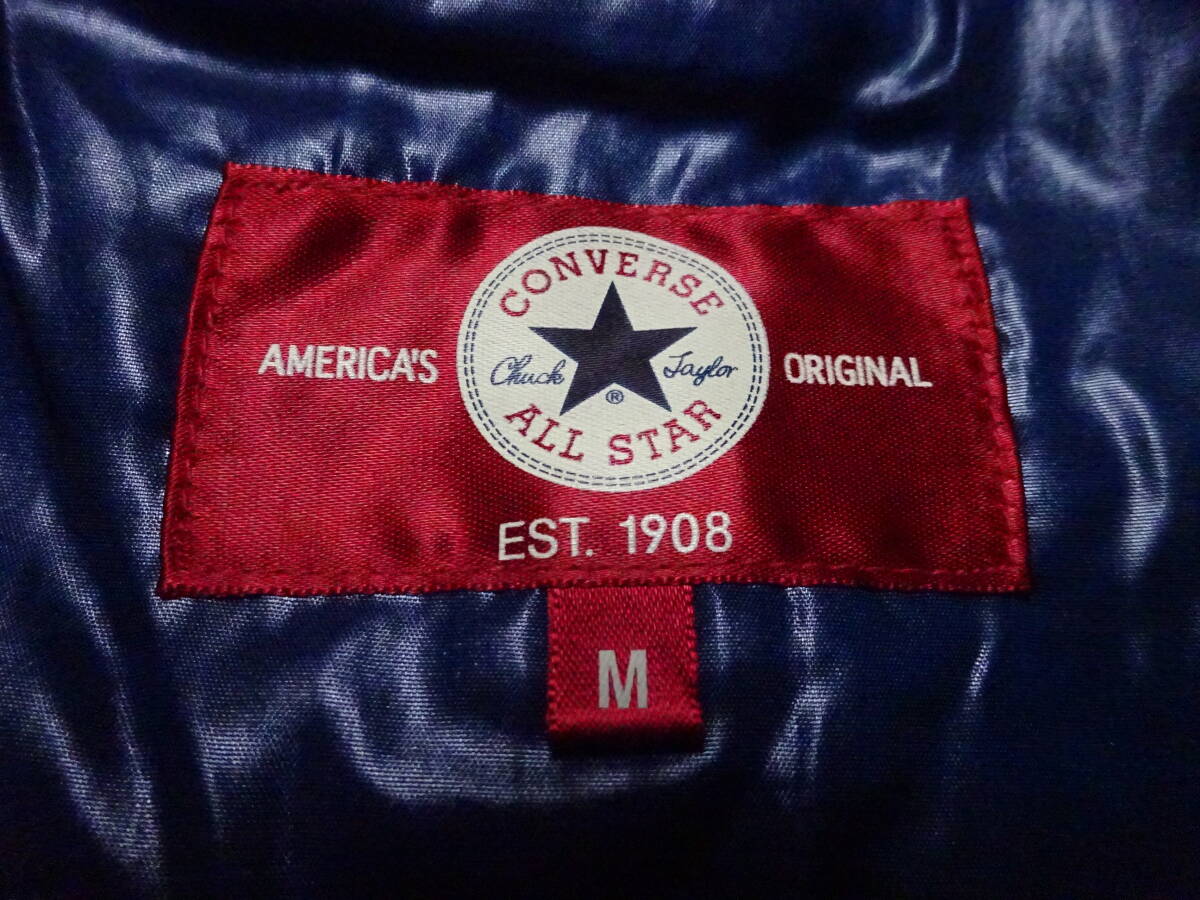 CONVERSE
AMERICA'S Chuck Taylor ORIGINAL
®
ALL STAR
EST. 1908
M